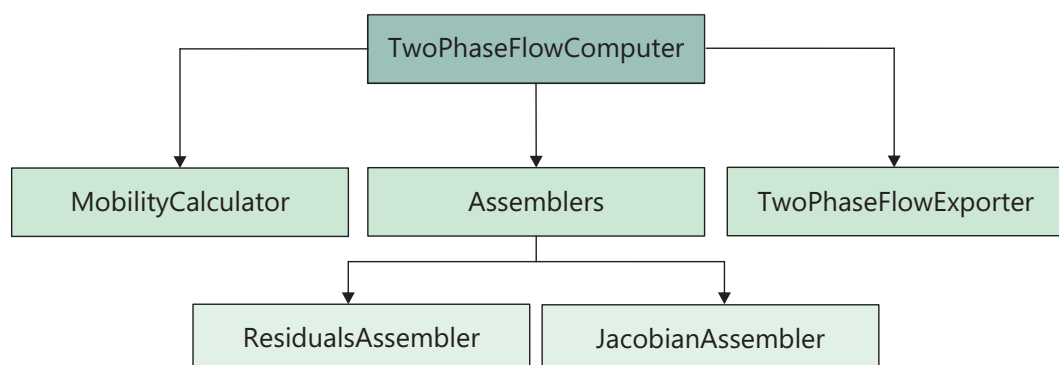 TwoPhaseFlowComputer
MobilityCalculator
Assemblers
TwoPhaseFlowExporter
ResidualsAssembler
JacobianAssembler